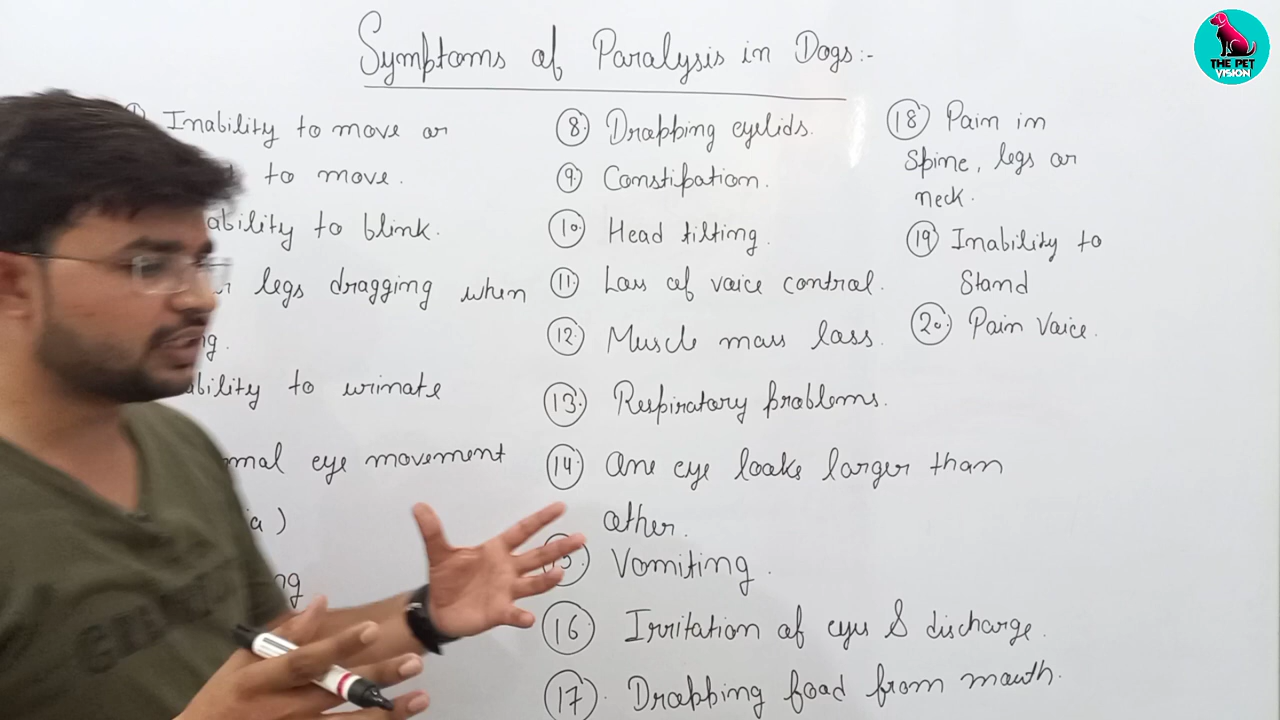 Symptoms of Paralysis in Dogs:-
THE PET
VISION
Inability to move or
to move.
ability to blink.
legs dragging when
g.
bility to urinate
mal eye movement
ia)
ng
8. Dropping eyelids.
9. Constipation.
10. Head tilting.
11. Loss of voice control.
12. Muscle mass loss.
13. Respiratory problems.
14. One eye looks larger than
other.
Vomiting.
16 Irritation of eyes & discharge.
17. Dropping food from mouth.
18. Pain in
Spine, legs or
neck.
19. Inability to
Stand
20. Pain Voice.